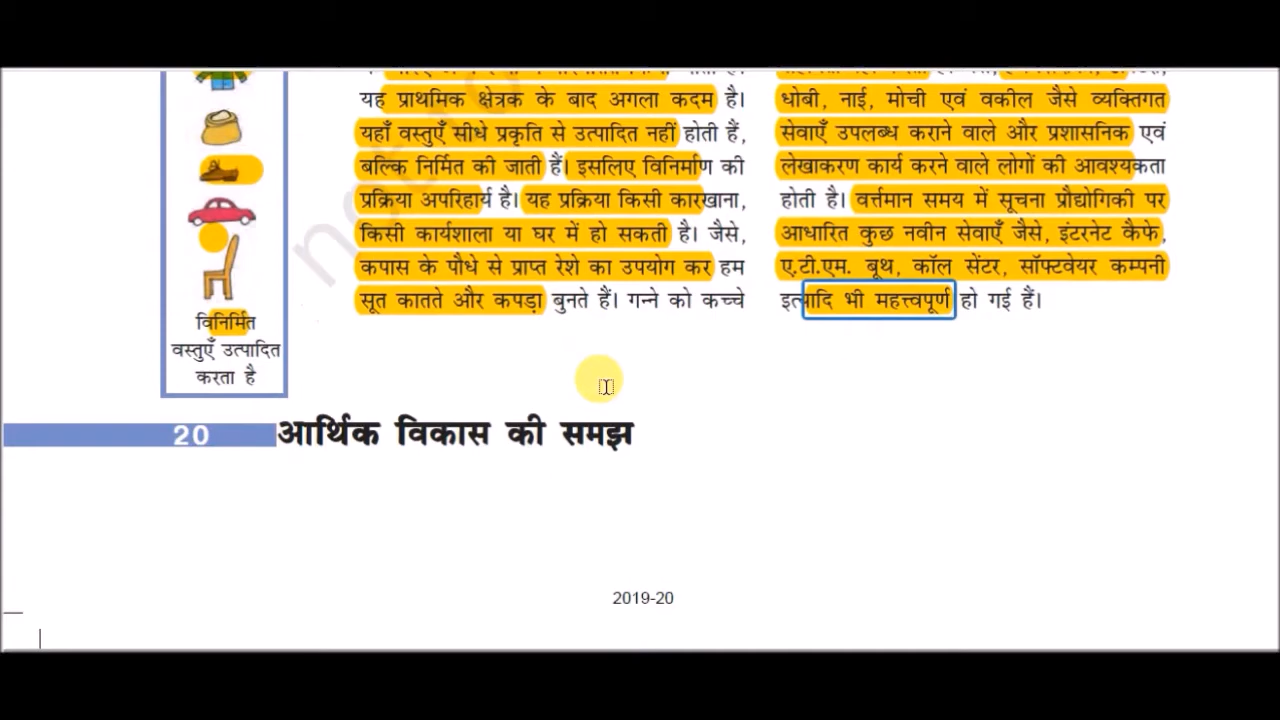 विनिर्मित
वस्तुएँ उत्पादित
करता है
यह प्राथमिक क्षेत्रक के बाद अगला कदम है।
यहाँ वस्तुएँ सीधे प्रकृति से उत्पादित नहीं होती हैं,
बल्कि निर्मित की जाती हैं। इसलिए विनिर्माण की
प्रक्रिया अपरिहार्य है। यह प्रक्रिया किसी कारखाना,
किसी कार्यशाला या घर में हो सकती है। जैसे,
कपास के पौधे से प्राप्त रेशे का उपयोग कर हम
सूत कातते और कपड़ा बुनते हैं। गन्ने को कच्चे
धोबी, नाई, मोची एवं वकील जैसे व्यक्तिगत
सेवाएँ उपलब्ध कराने वाले और प्रशासनिक एवं
लेखाकरण कार्य करने वाले लोगों की आवश्यकता
होती है। वर्त्तमान समय में सूचना प्रौद्योगिकी पर
आधारित कुछ नवीन सेवाएँ जैसे, इंटरनेट कैफे,
ए.टी.एम. बूथ, कॉल सेंटर, सॉफ्टवेयर कम्पनी
इत्यादि भी महत्त्वपूर्ण हो गई हैं।
20 आर्थिक विकास की समझ
2019-20